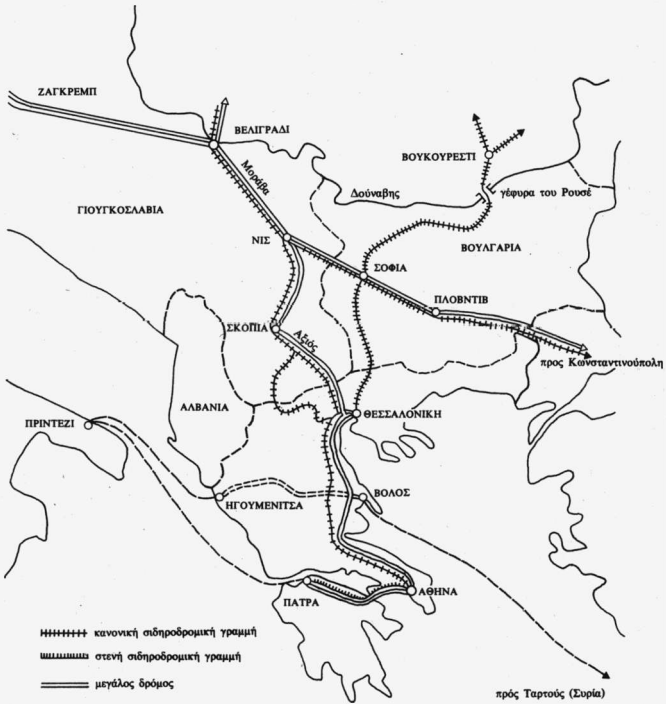 ΖΑΓΚΡΕΜΠ
ΒΕΛΙΓΡΑΔΙ
ΒΟΥΚΟΥΡΕΣΤΙ
Μοράβα
Δούναβης
γέφυρα του Ρουσέ
ΓΙΟΥΓΚΟΣΛΑΒΙΑ
ΝΙΣ
ΒΟΥΛΓΑΡΙΑ
ΣΟΦΙΑ
ΠΛΟΒΝΤΙΒ
ΣΚΟΠΙΑ
Αξιός
προς Κωνσταντινούπολη
ΑΛΒΑΝΙΑ
ΘΕΣΣΑΛΟΝΙΚΗ
ΠΡΙΝΤΕΖΙ
ΗΓΟΥΜΕΝΙΤΣΑ
ΒΟΛΟΣ
ΠΑΤΡΑ
ΑΘΗΝΑ
κανονική σιδηροδρομική γραμμή
στενή σιδηροδρομική γραμμή
μεγάλος δρόμος
πρός Ταρτούς (Συρία)